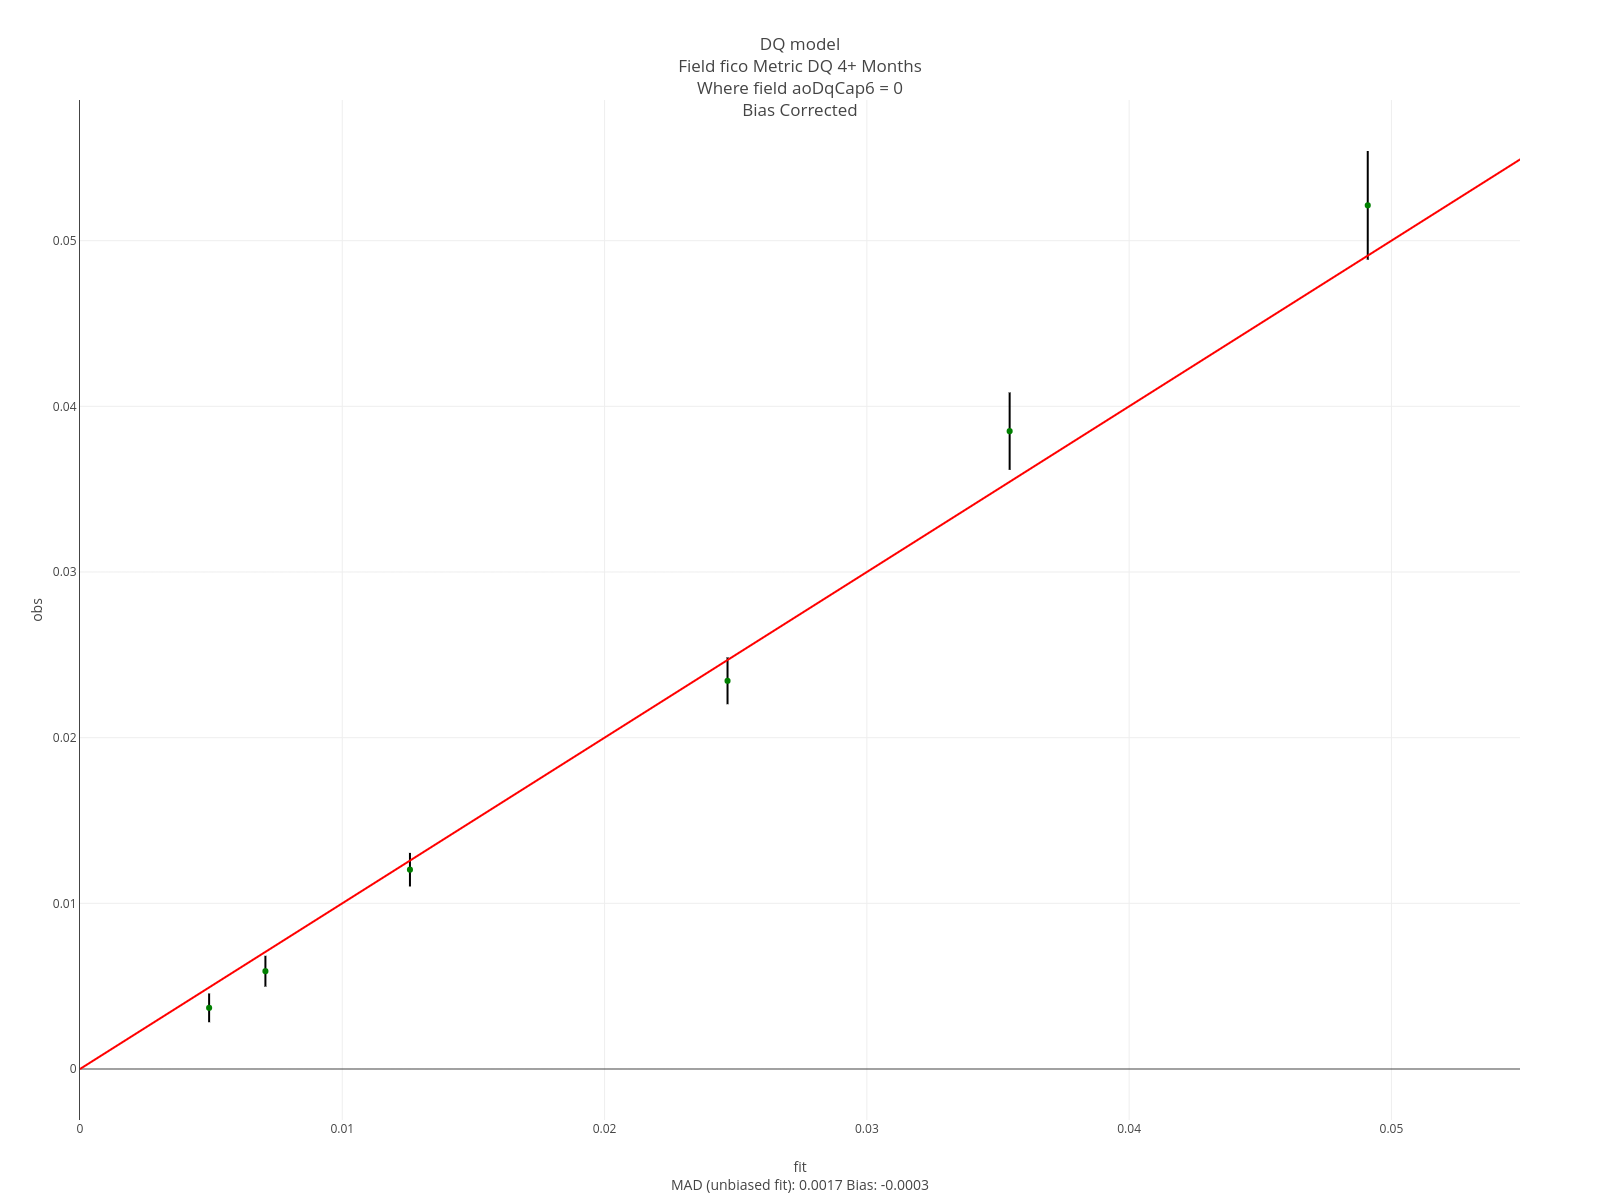 DQ model
Field fico Metric DQ 4+ Months
Where field aoDqCap6 = 0
Bias Corrected
0.05
0.04
0.03
0.02
0.01
0
obs
0 0.01 0.02 0.03 0.04 0.05
fit
MAD (unbiased fit): 0.0017 Bias: -0.0003